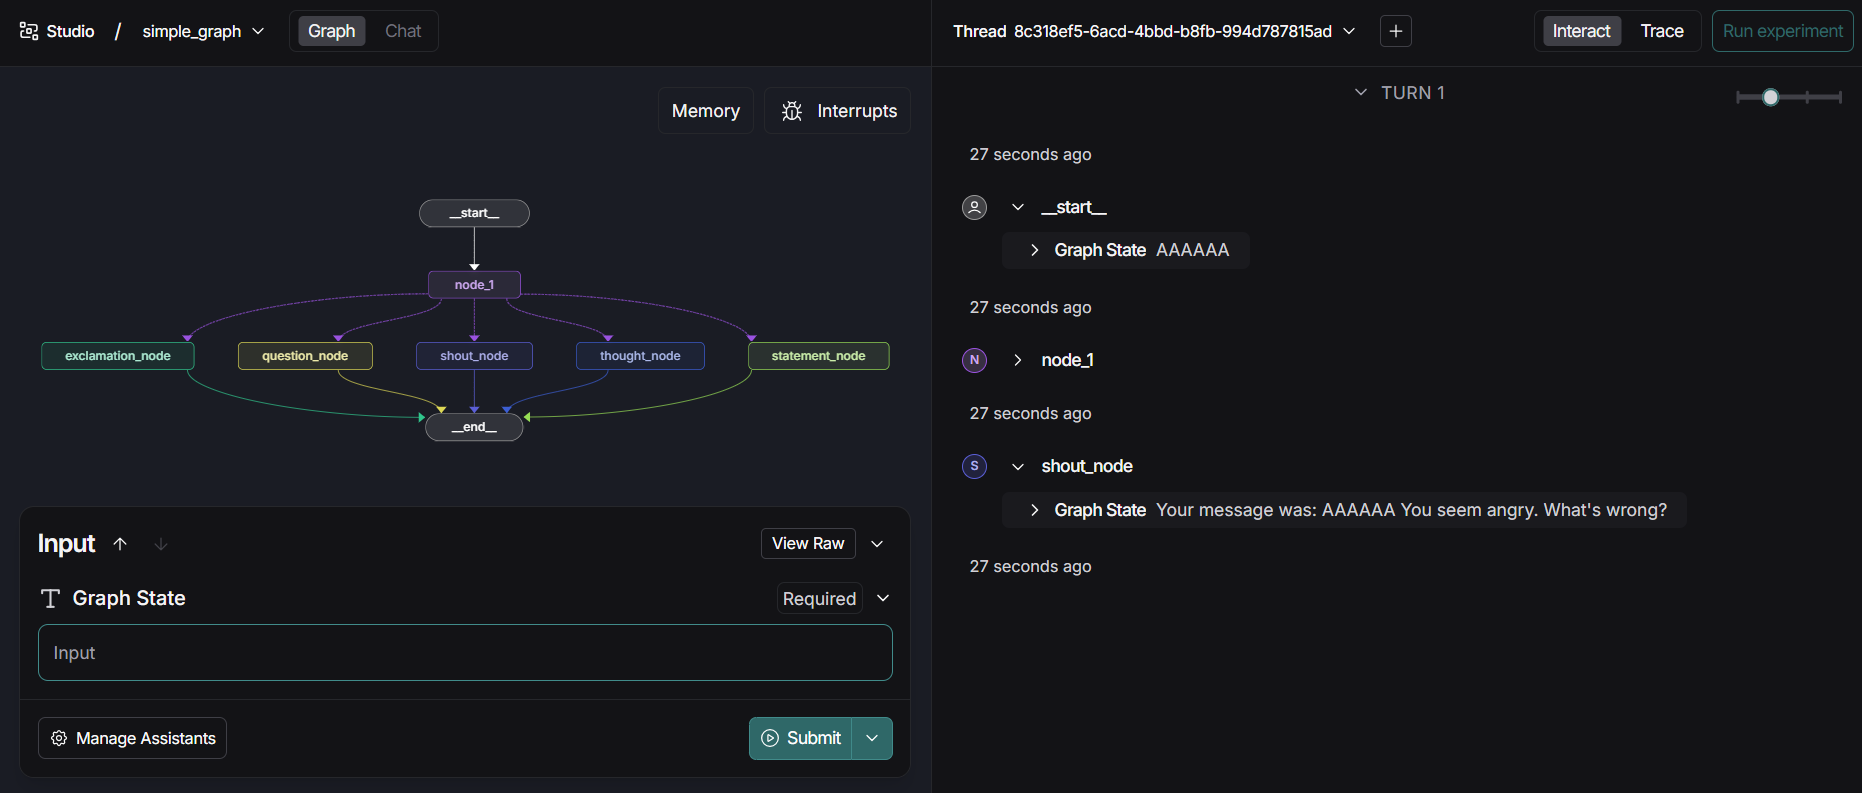 Studio / simple_graph
Graph Chat
Memory
Interrupts
__start__
node_1
exclamation_node
question_node
shout_node
thought_node
statement_node
__end__
Input
View Raw
Graph State
Required
Input
Manage Assistants
Submit
Thread 8c318ef5-6acd-4bbd-b8fb-994d787815ad
+
Interact Trace
Run experiment
TURN 1
27 seconds ago
__start__
Graph State AAAAAA
27 seconds ago
N node_1
27 seconds ago
S shout_node
Graph State Your message was: AAAAAA You seem angry. What's wrong?
27 seconds ago